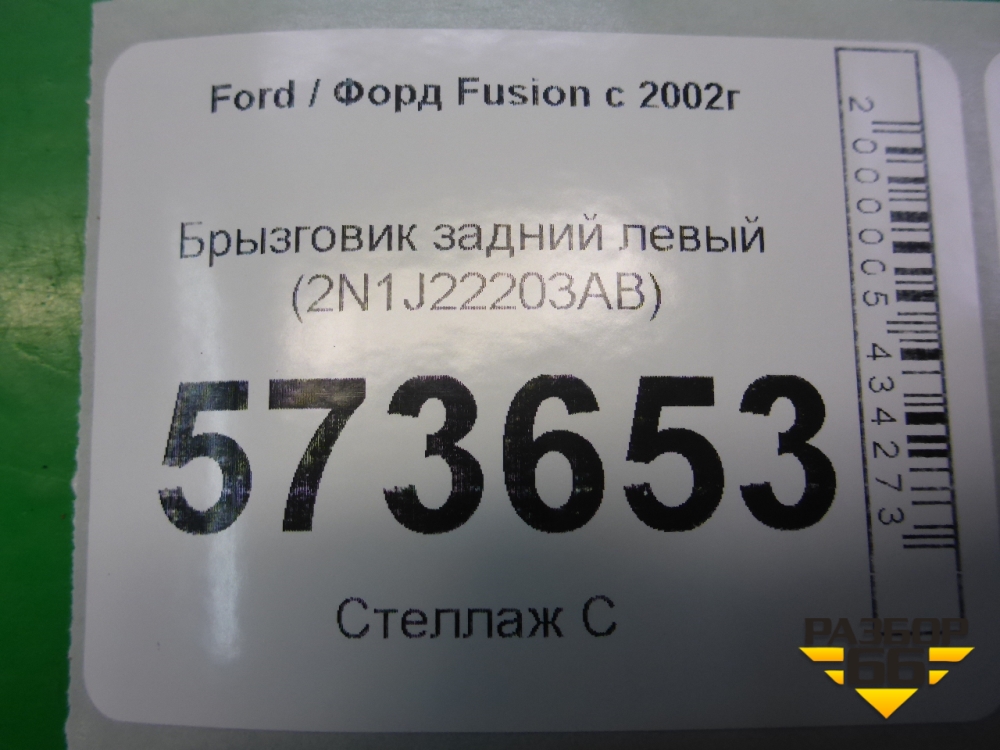 Ford / Форд Fusion с 2002г
Брызговик задний левый
(2N1J22203AB)
573653
Стеллаж С
2000005434273
РАЗБОР
66